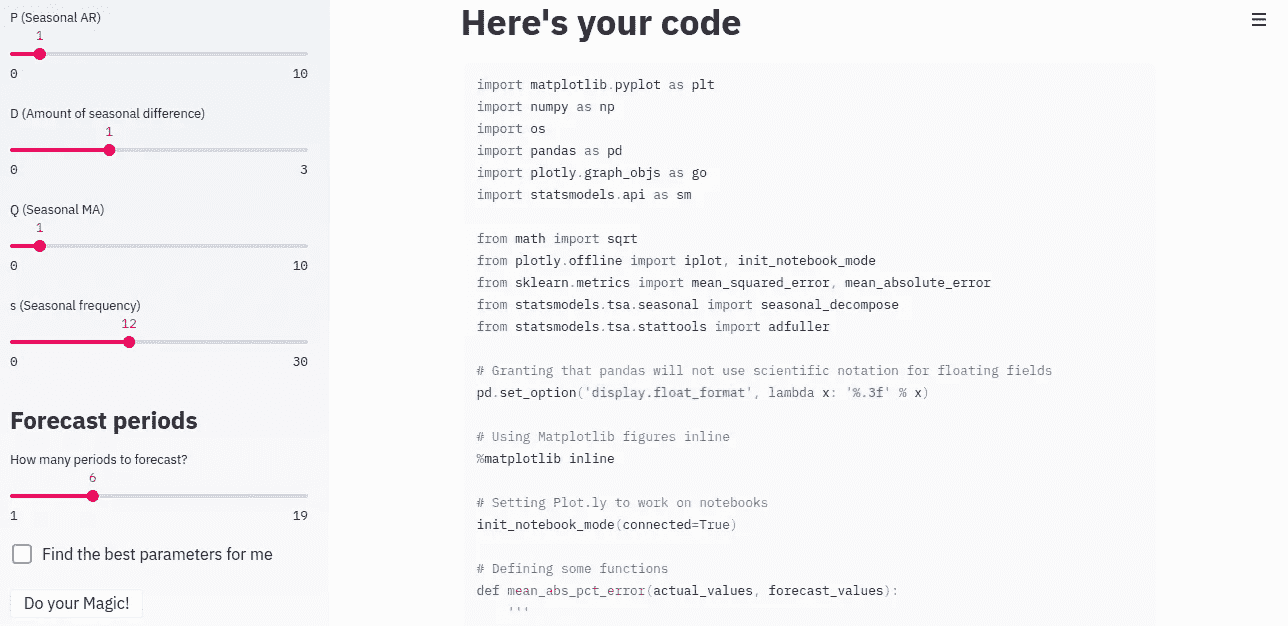 P (Seasonal AR)
1
0 10
D (Amount of seasonal difference)
1
0 3
Q (Seasonal MA)
1
0 10
s (Seasonal frequency)
12
0 30
Forecast periods
How many periods to forecast?
6
1 19
Find the best parameters for me
Do your Magic!
Here's your code
import matplotlib.pyplot as plt
import numpy as np
import os
import pandas as pd
import plotly.graph_objs as go
import statsmodels.api as sm
from math import sqrt
from plotly.offline import iplot, init_notebook_mode
from sklearn.metrics import mean_squared_error, mean_absolute_error
from statsmodels.tsa.seasonal import seasonal_decompose
from statsmodels.tsa.stattools import adfuller
# Granting that pandas will not use scientific notation for floating fields
pd.set_option('display.float_format', lambda x: '%.3f' % x)
# Using Matplotlib figures inline
%matplotlib inline
# Setting Plot.ly to work on notebooks
init_notebook_mode(connected=True)
# Defining some functions
def mean_abs_pct_error(actual_values, forecast_values):
'''